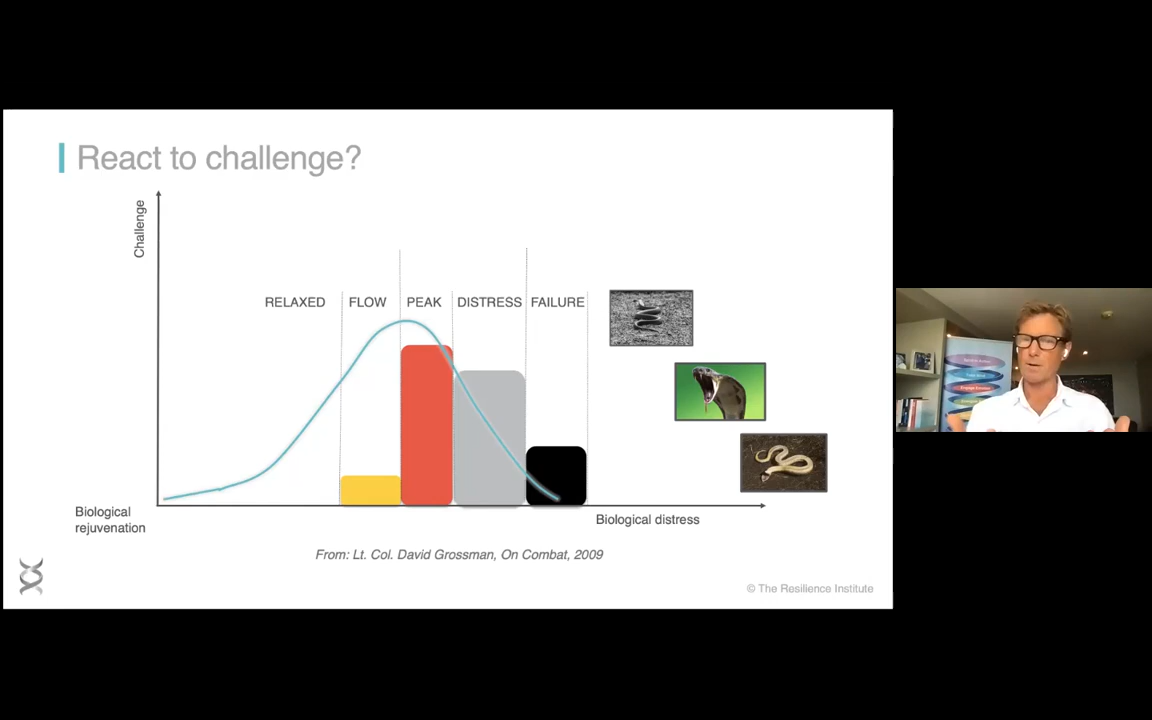 React to challenge?
Challenge
RELAXED
FLOW
PEAK
DISTRESS
FAILURE
Biological
rejuvenation
Biological distress
From: Lt. Col. David Grossman, On Combat, 2009
© The Resilience Institute